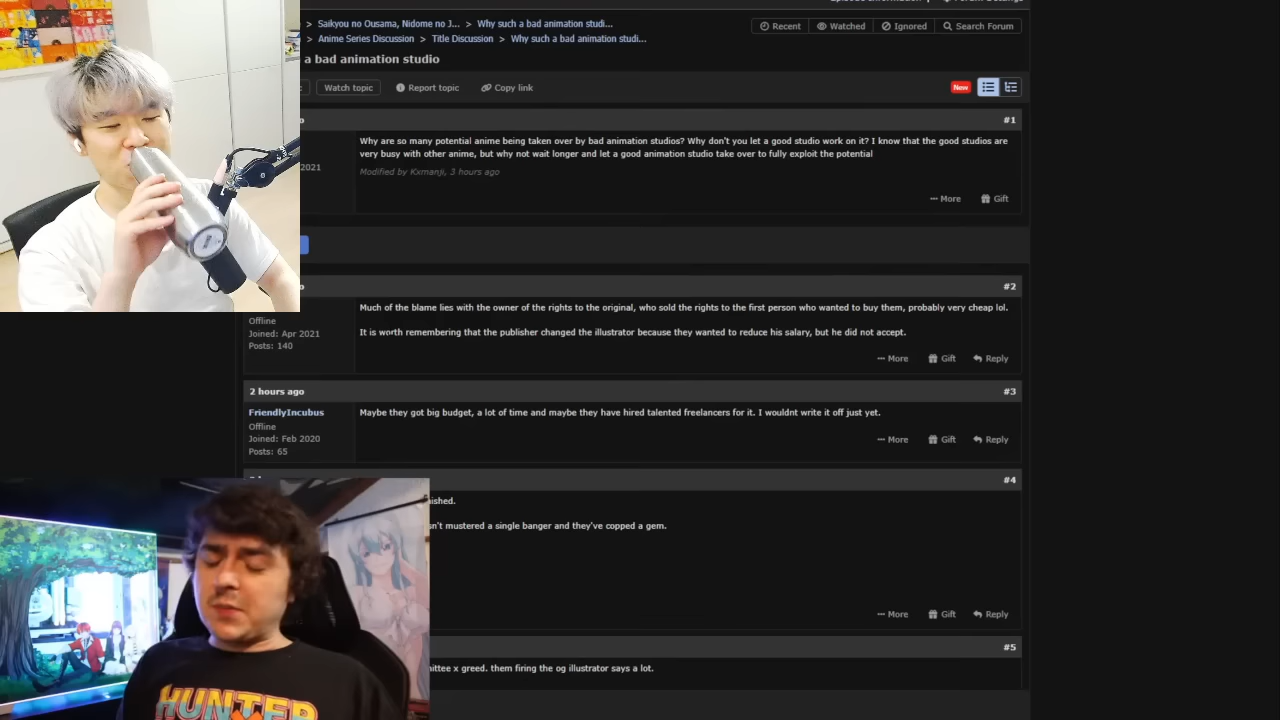 > Saikyou no Ousama, Nidome no J... > Why such a bad animation studi...
> Anime Series Discussion > Title Discussion > Why such a bad animation studi...
Recent Watched Ignored Search Forum
a bad animation studio
Watch topic Report topic Copy link
New
#1
2021
Why are so many potential anime being taken over by bad animation studios? Why don't you let a good studio work on it? I know that the good studios are
very busy with other anime, but why not wait longer and let a good animation studio take over to fully exploit the potential
Modified by Kxmanji, 3 hours ago
More Gift
#2
Offline
Joined: Apr 2021
Posts: 140
Much of the blame lies with the owner of the rights to the original, who sold the rights to the first person who wanted to buy them, probably very cheap lol.
It is worth remembering that the publisher changed the illustrator because they wanted to reduce his salary, but he did not accept.
More Gift Reply
2 hours ago #3
FriendlyIncubus
Offline
Joined: Feb 2020
Posts: 65
Maybe they got big budget, a lot of time and maybe they have hired talented freelancers for it. I wouldnt write it off just yet.
More Gift Reply
#4
ished.
sn't mustered a single banger and they've copped a gem.
More Gift Reply
#5
ittee x greed. them firing the og illustrator says a lot.
HUNTER